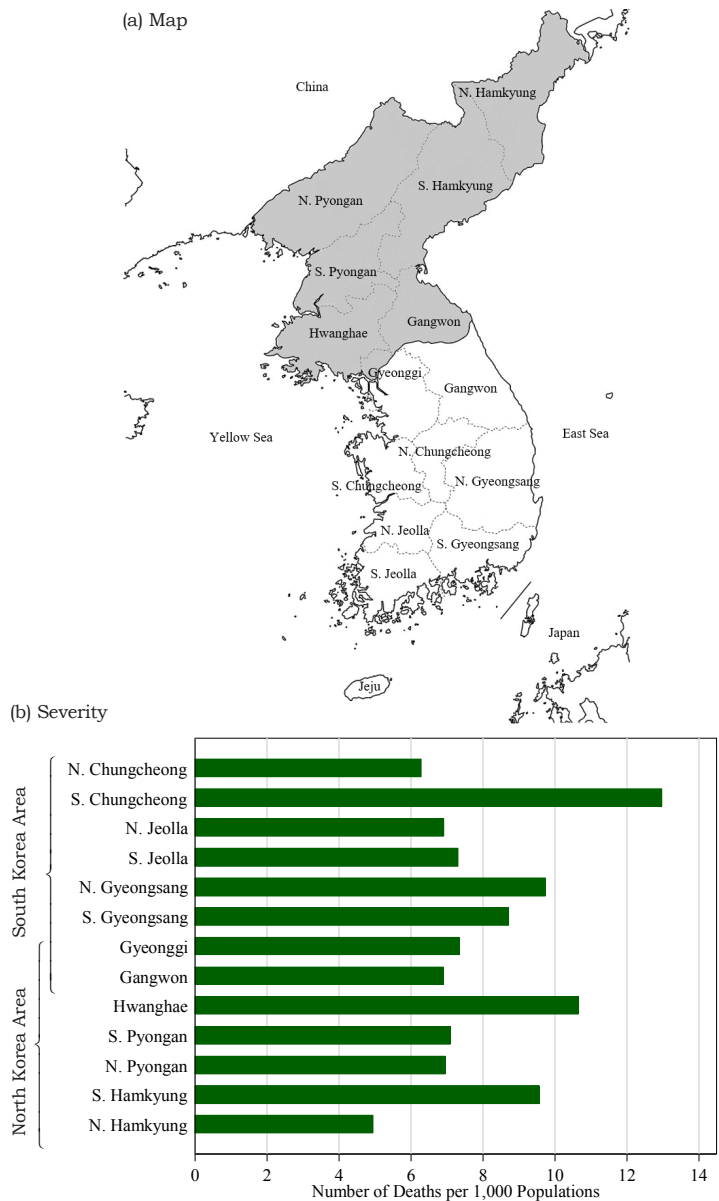 (a) Map
China
N. Hamkyung
S. Hamkyung
N. Pyongan
S. Pyongan
Gangwon
Hwanghae
Gyeonggi
Gangwon
Yellow Sea
East Sea
N. Chungcheong
S. Chungcheong
N. Gyeongsang
N. Jeolla
S. Gyeongsang
S. Jeolla
Japan
Jeju
(b) Severity
South Korea Area
North Korea Area
N. Chungcheong
S. Chungcheong
N. Jeolla
S. Jeolla
N. Gyeongsang
S. Gyeongsang
Gyeonggi
Gangwon
Hwanghae
S. Pyongan
N. Pyongan
S. Hamkyung
N. Hamkyung
0 2 4 6 8 10 12 14
Number of Deaths per 1,000 Populations